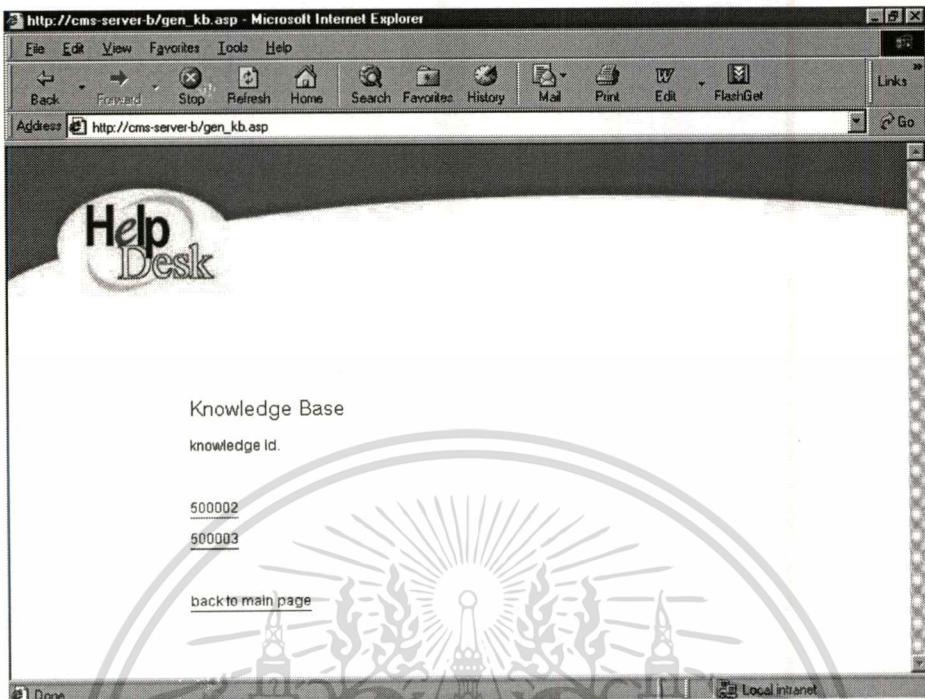 http://cms-server-b/gen_kb.asp - Microsoft Internet Explorer
File Edit View Favorites Tools Help
Back Forward Stop Refresh Home Search Favorites History Mail Print Edit FlashGet Links »
Address http://cms-server-b/gen_kb.asp Go
Help
Desk
Knowledge Base
knowledge id.
500002
500003
back to main page
Done Local intranet